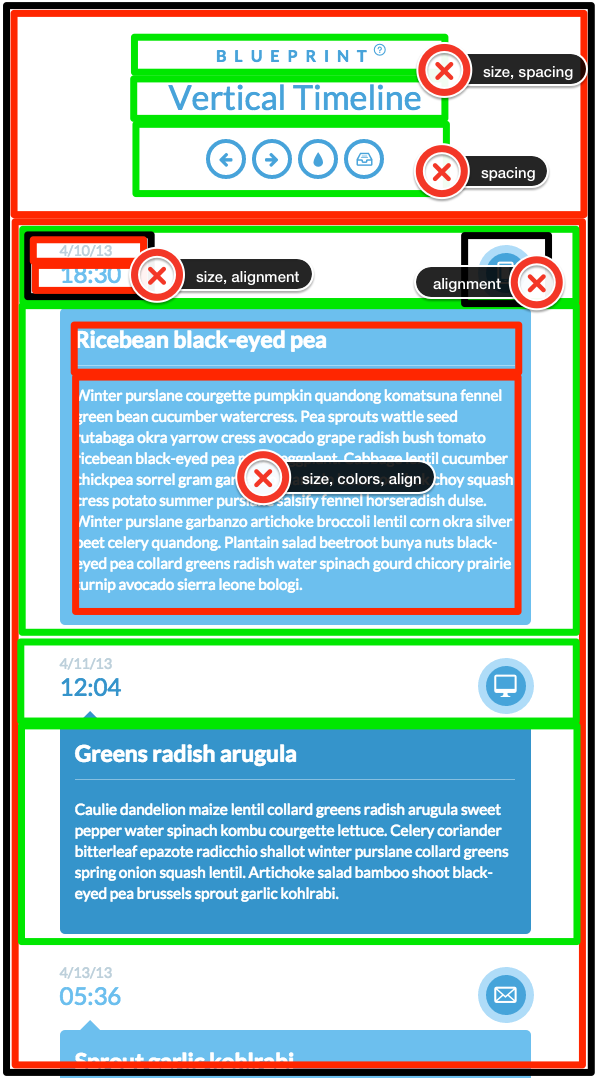 BLUEPRINT ?
size, spacing
Vertical Timeline
spacing
4/10/13
18:30
size, alignment
alignment
Ricebean black-eyed pea
Winter purslane courgette pumpkin quandong komatsuna fennel
green bean cucumber watercress. Pea sprouts wattle seed
rutabaga okra yarrow cress avocado grape radish bush tomato
ricebean black-eyed pea eggplant. Cabbage lentil cucumber
chickpea sorrel gram choy squash
size, colors, align
cress potato summer salsify fennel horseradish dulse.
Winter purslane garbanzo artichoke broccoli lentil corn okra silver
beet celery quandong. Plantain salad beetroot bunya nuts black-
eyed pea collard greens radish water spinach gourd chicory prairie
turnip avocado sierra leone bologi.
4/11/13
12:04
Greens radish arugula
Caulie dandelion maize lentil collard greens radish arugula sweet
pepper water spinach kombu courgette lettuce. Celery coriander
bitterleaf epazote radicchio shallot winter purslane collard greens
spring onion squash lentil. Artichoke salad bamboo shoot black-
eyed pea brussels sprout garlic kohlrabi.
4/13/13
05:36
Sprout garlic kohlrabi